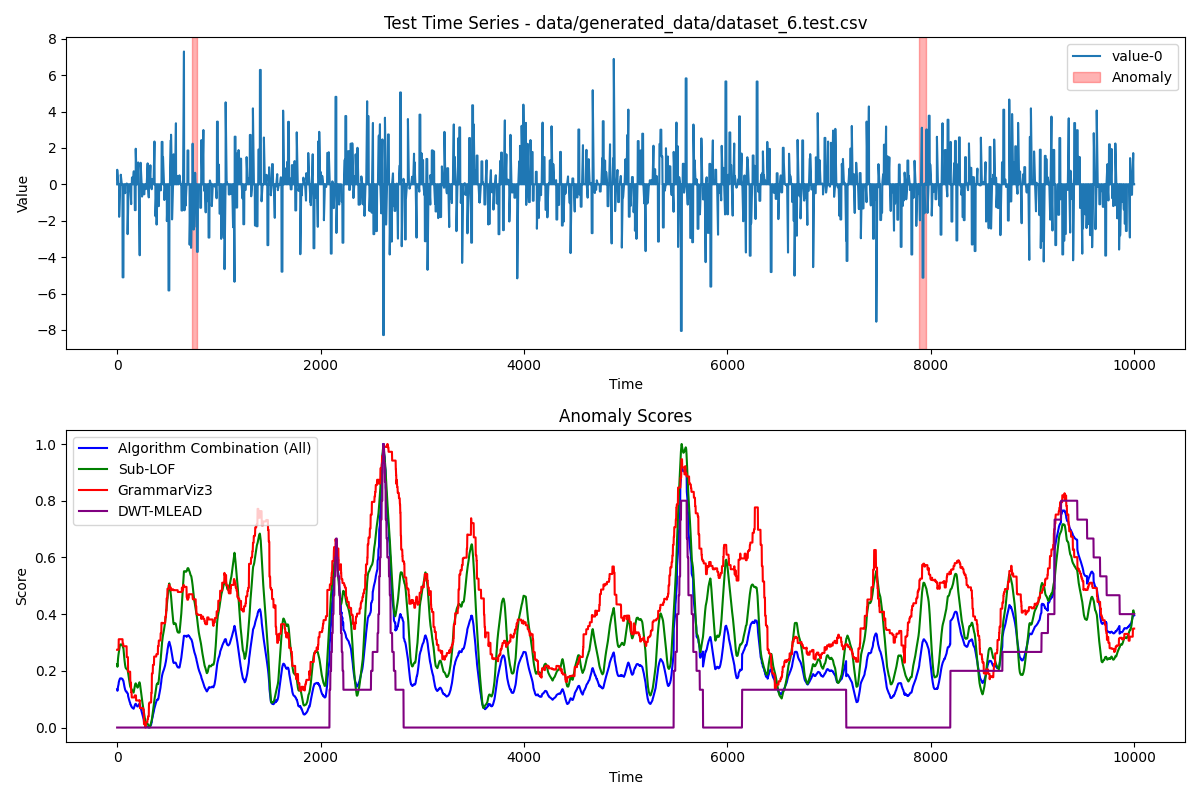 Test Time Series - data/generated_data/dataset_6.test.csv
8
6
4
2
0
−2
−4
−6
−8
Value
value-0
Anomaly
0 2000 4000 6000 8000 10000
Time
Anomaly Scores
1.0
0.8
0.6
0.4
0.2
0.0
Score
Algorithm Combination (All)
Sub-LOF
GrammarViz3
DWT-MLEAD
0 2000 4000 6000 8000 10000
Time